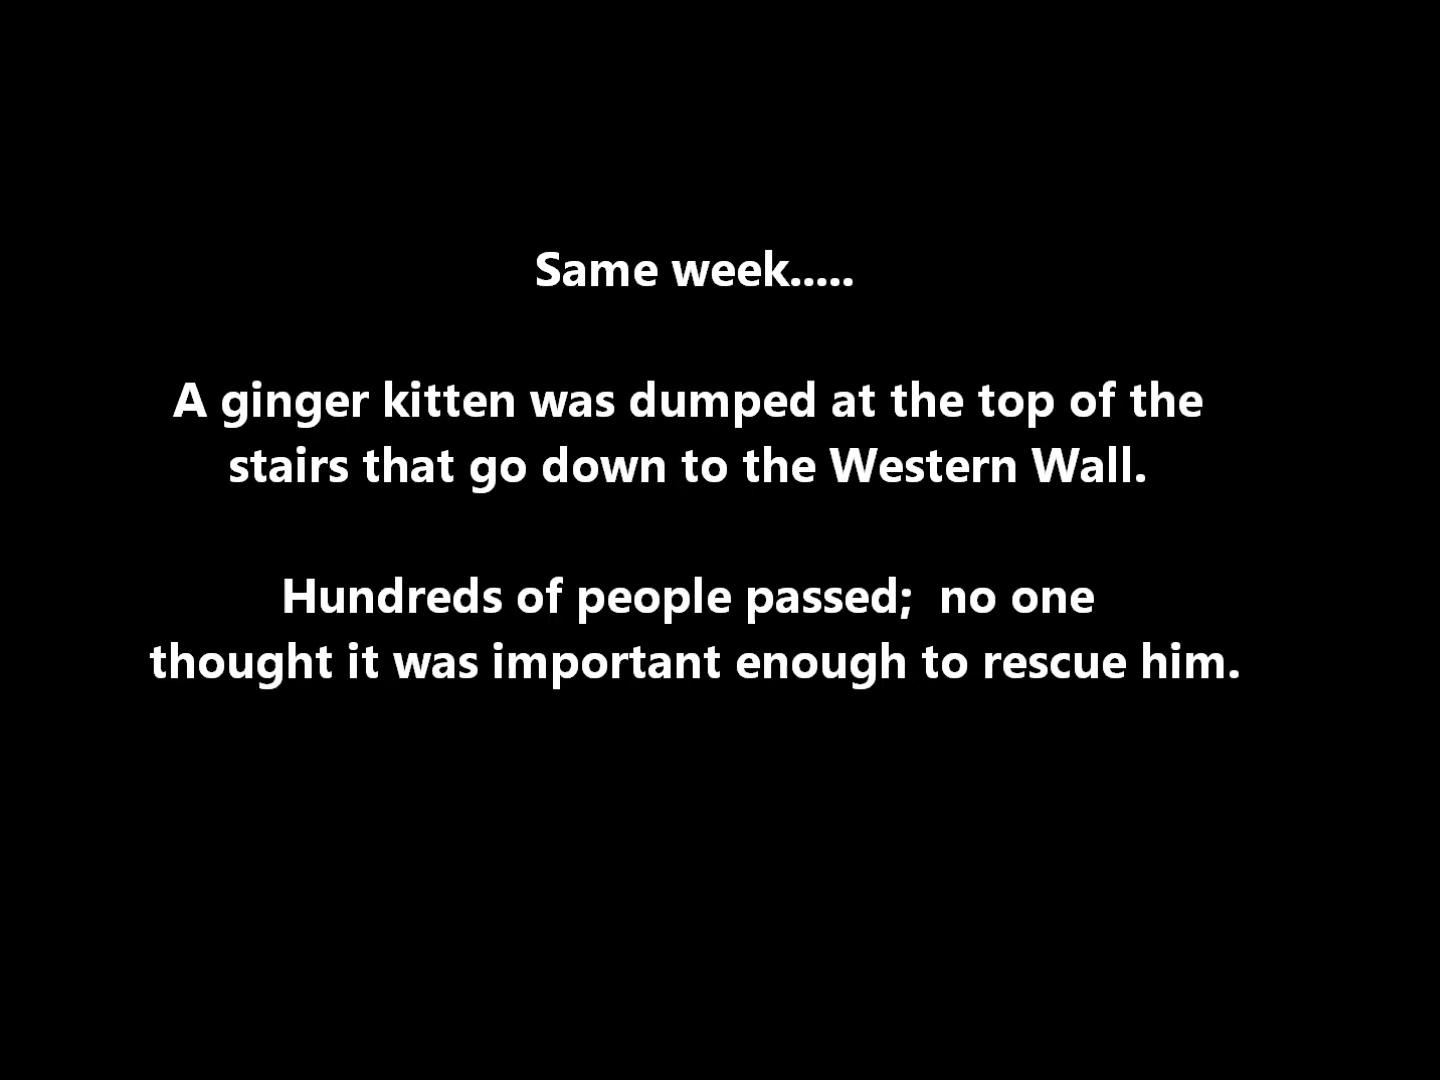 Same week.....
A ginger kitten was dumped at the top of the
stairs that go down to the Western Wall.
Hundreds of people passed;  no one
thought it was important enough to rescue him.